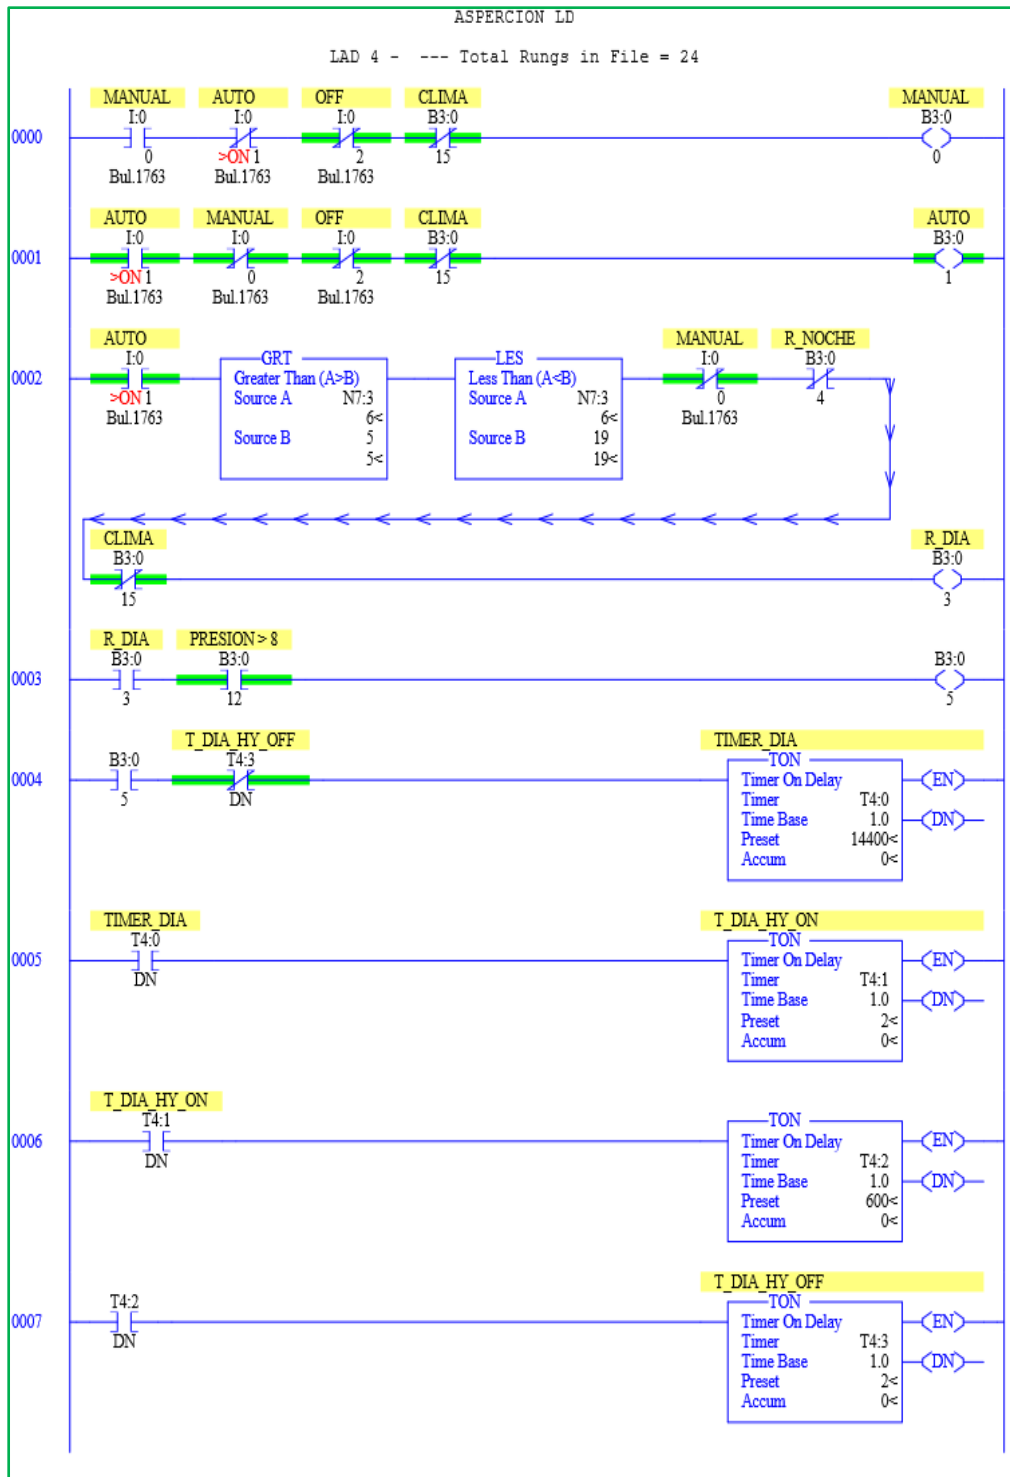 ASPERCION LD
LAD 4 - --- Total Rungs in File = 24
MANUAL AUTO OFF CLIMA MANUAL
I:0 I:0 I:0 B3:0 B3:0
0000
0 >ON 1 2 15 0
Bul.1763 Bul.1763 Bul.1763
AUTO MANUAL OFF CLIMA AUTO
I:0 I:0 I:0 B3:0 B3:0
0001
>ON 1 0 2 15 1
Bul.1763 Bul.1763 Bul.1763
AUTO MANUAL R_NOCHE
I:0 GRT LES I:0 B3:0
0002 Greater Than (A>B) Less Than (A<B)
>ON 1 Source A N7:3 Source A N7:3 0 4
Bul.1763 6< 6< Bul.1763
Source B 5 Source B 19
5< 19<
CLIMA R_DIA
B3:0 B3:0
15 3
R_DIA PRESION > 8
B3:0 B3:0 B3:0
0003
3 12 5
T_DIA_HY_OFF TIMER_DIA
B3:0 T4:3 TON
0004 Timer On Delay EN
5 DN Timer T4:0
Time Base 1.0 DN
Preset 14400<
Accum 0<
TIMER_DIA T_DIA_HY_ON
T4:0 TON
0005 Timer On Delay EN
DN Timer T4:1
Time Base 1.0 DN
Preset 2<
Accum 0<
T_DIA_HY_ON
T4:1 TON
0006 Timer On Delay EN
DN Timer T4:2
Time Base 1.0 DN
Preset 600<
Accum 0<
T_DIA_HY_OFF
T4:2 TON
0007 Timer On Delay EN
DN Timer T4:3
Time Base 1.0 DN
Preset 2<
Accum 0<